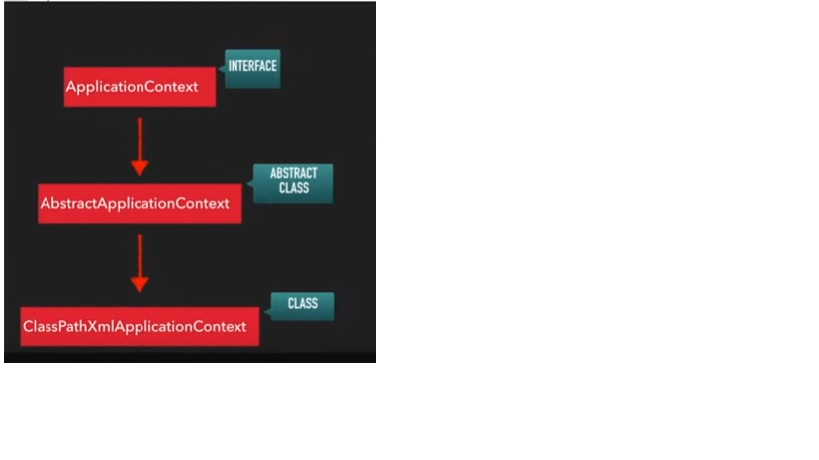 INTERFACE
ApplicationContext
ABSTRACT
CLASS
AbstractApplicationContext
CLASS
ClassPathXmlApplicationContext